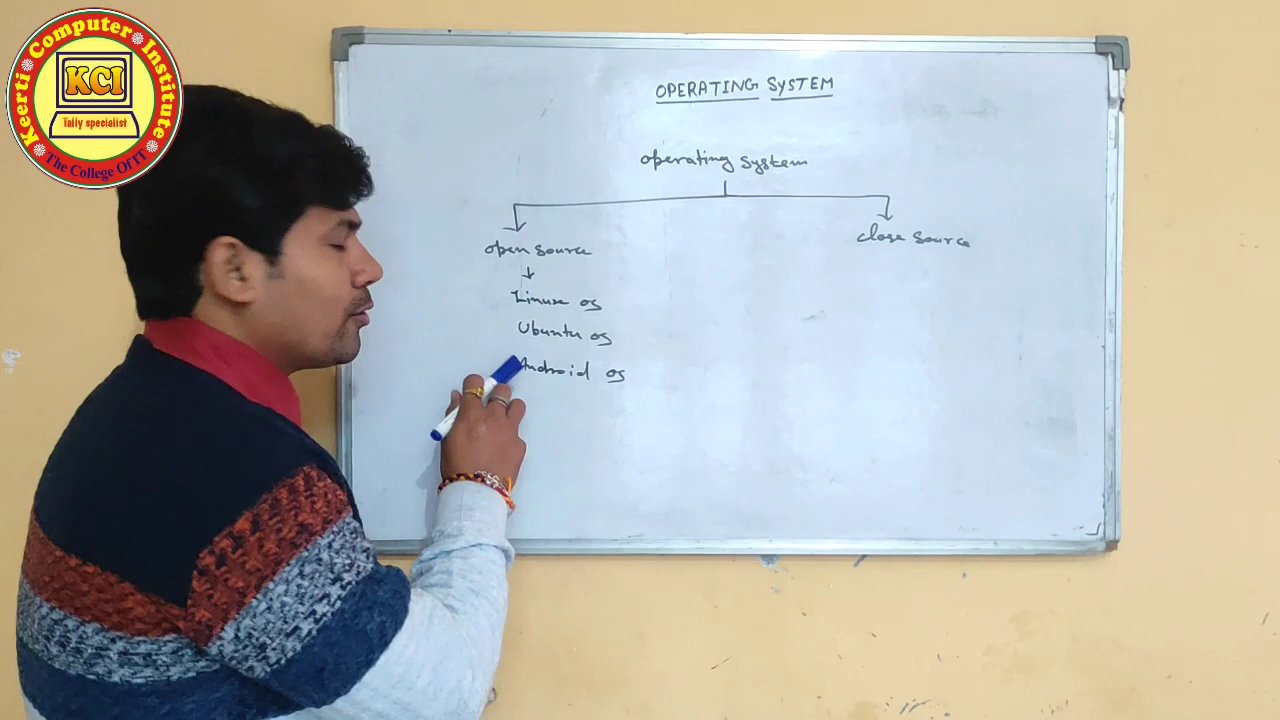 Keerti Computer Institute
KCI
Tally specialist
The College Of IT
OPERATING SYSTEM
operating system
open source
close source
Linux os
Ubuntu os
Android os